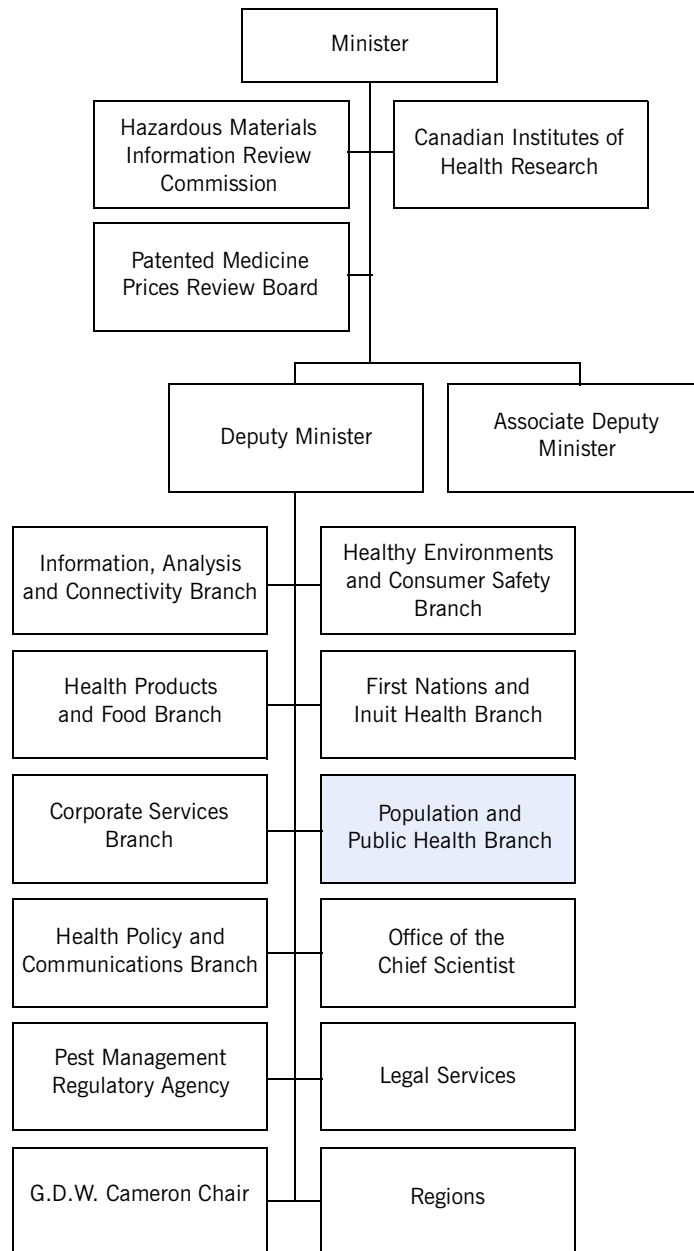 Minister
Hazardous Materials
Information Review
Commission
Canadian Institutes of
Health Research
Patented Medicine
Prices Review Board
Deputy Minister
Associate Deputy
Minister
Information, Analysis
and Connectivity Branch
Healthy Environments
and Consumer Safety
Branch
Health Products
and Food Branch
First Nations and
Inuit Health Branch
Corporate Services
Branch
Population and
Public Health Branch
Health Policy and
Communications Branch
Office of the
Chief Scientist
Pest Management
Regulatory Agency
Legal Services
G.D.W. Cameron Chair
Regions